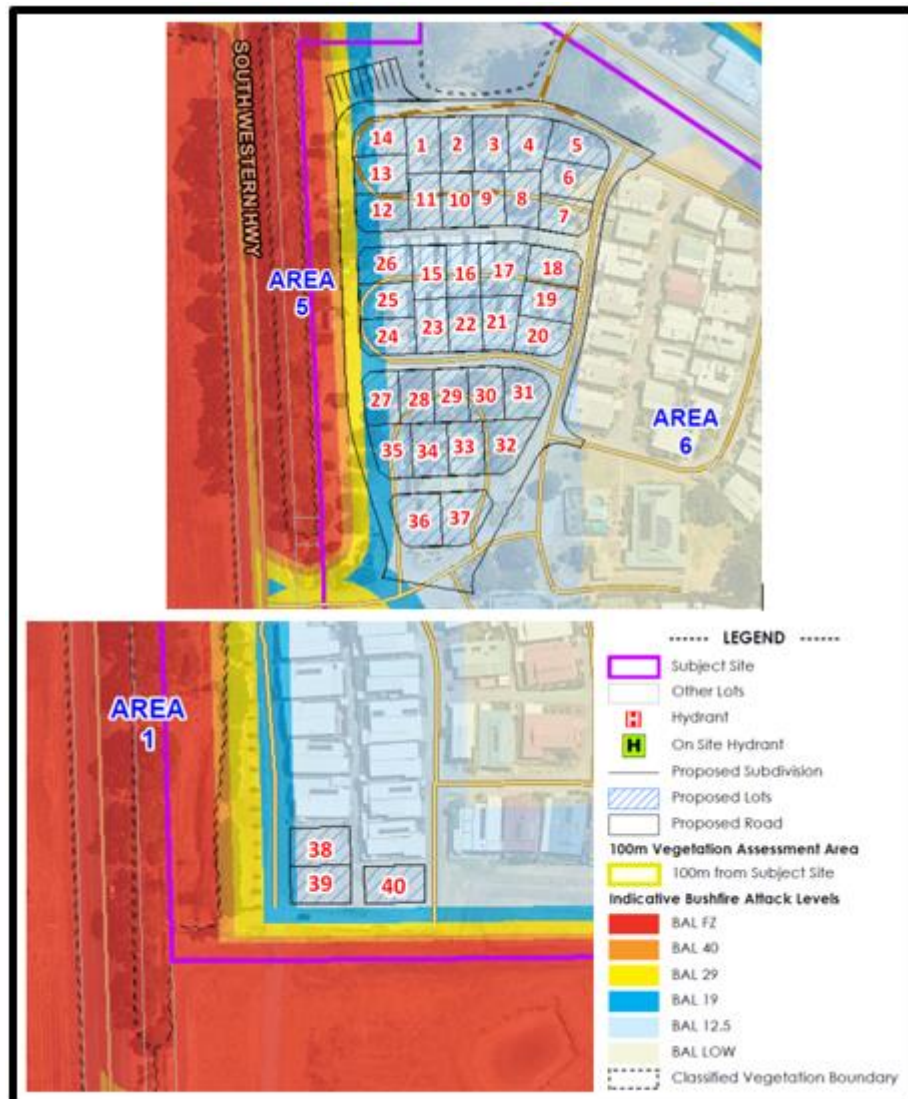 SOUTH WESTERN HWY
14 1 2 3 4 5
13 6
12 11 10 9 8 7
26 15 16 17 18
AREA 5
25 19
24 23 22 21 20
27 28 29 30 31
AREA 6
35 34 33 32
36 37
AREA 1
38
39 40
------ LEGEND ------
Subject Site
Other Lots
H Hydrant
H On Site Hydrant
Proposed Subdivision
Proposed Lots
Proposed Road
100m Vegetation Assessment Area
100m from Subject Site
Indicative Bushfire Attack Levels
BAL FZ
BAL 40
BAL 29
BAL 19
BAL 12.5
BAL LOW
Classified Vegetation Boundary